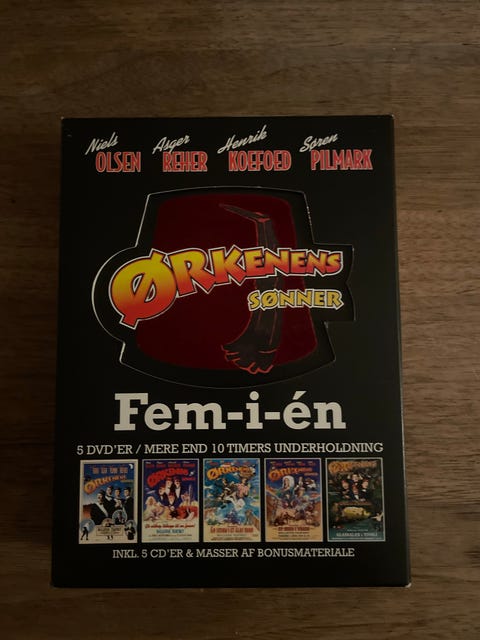 Niels Asger Henrik Søren
OLSEN REHER KOEFOED PILMARK
ØRKENENS
SØNNER
Fem-i-én
5 DVD'ER / MERE END 10 TIMERS UNDERHOLDNING
INKL. 5 CD'ER & MASSER AF BONUSMATERIALE